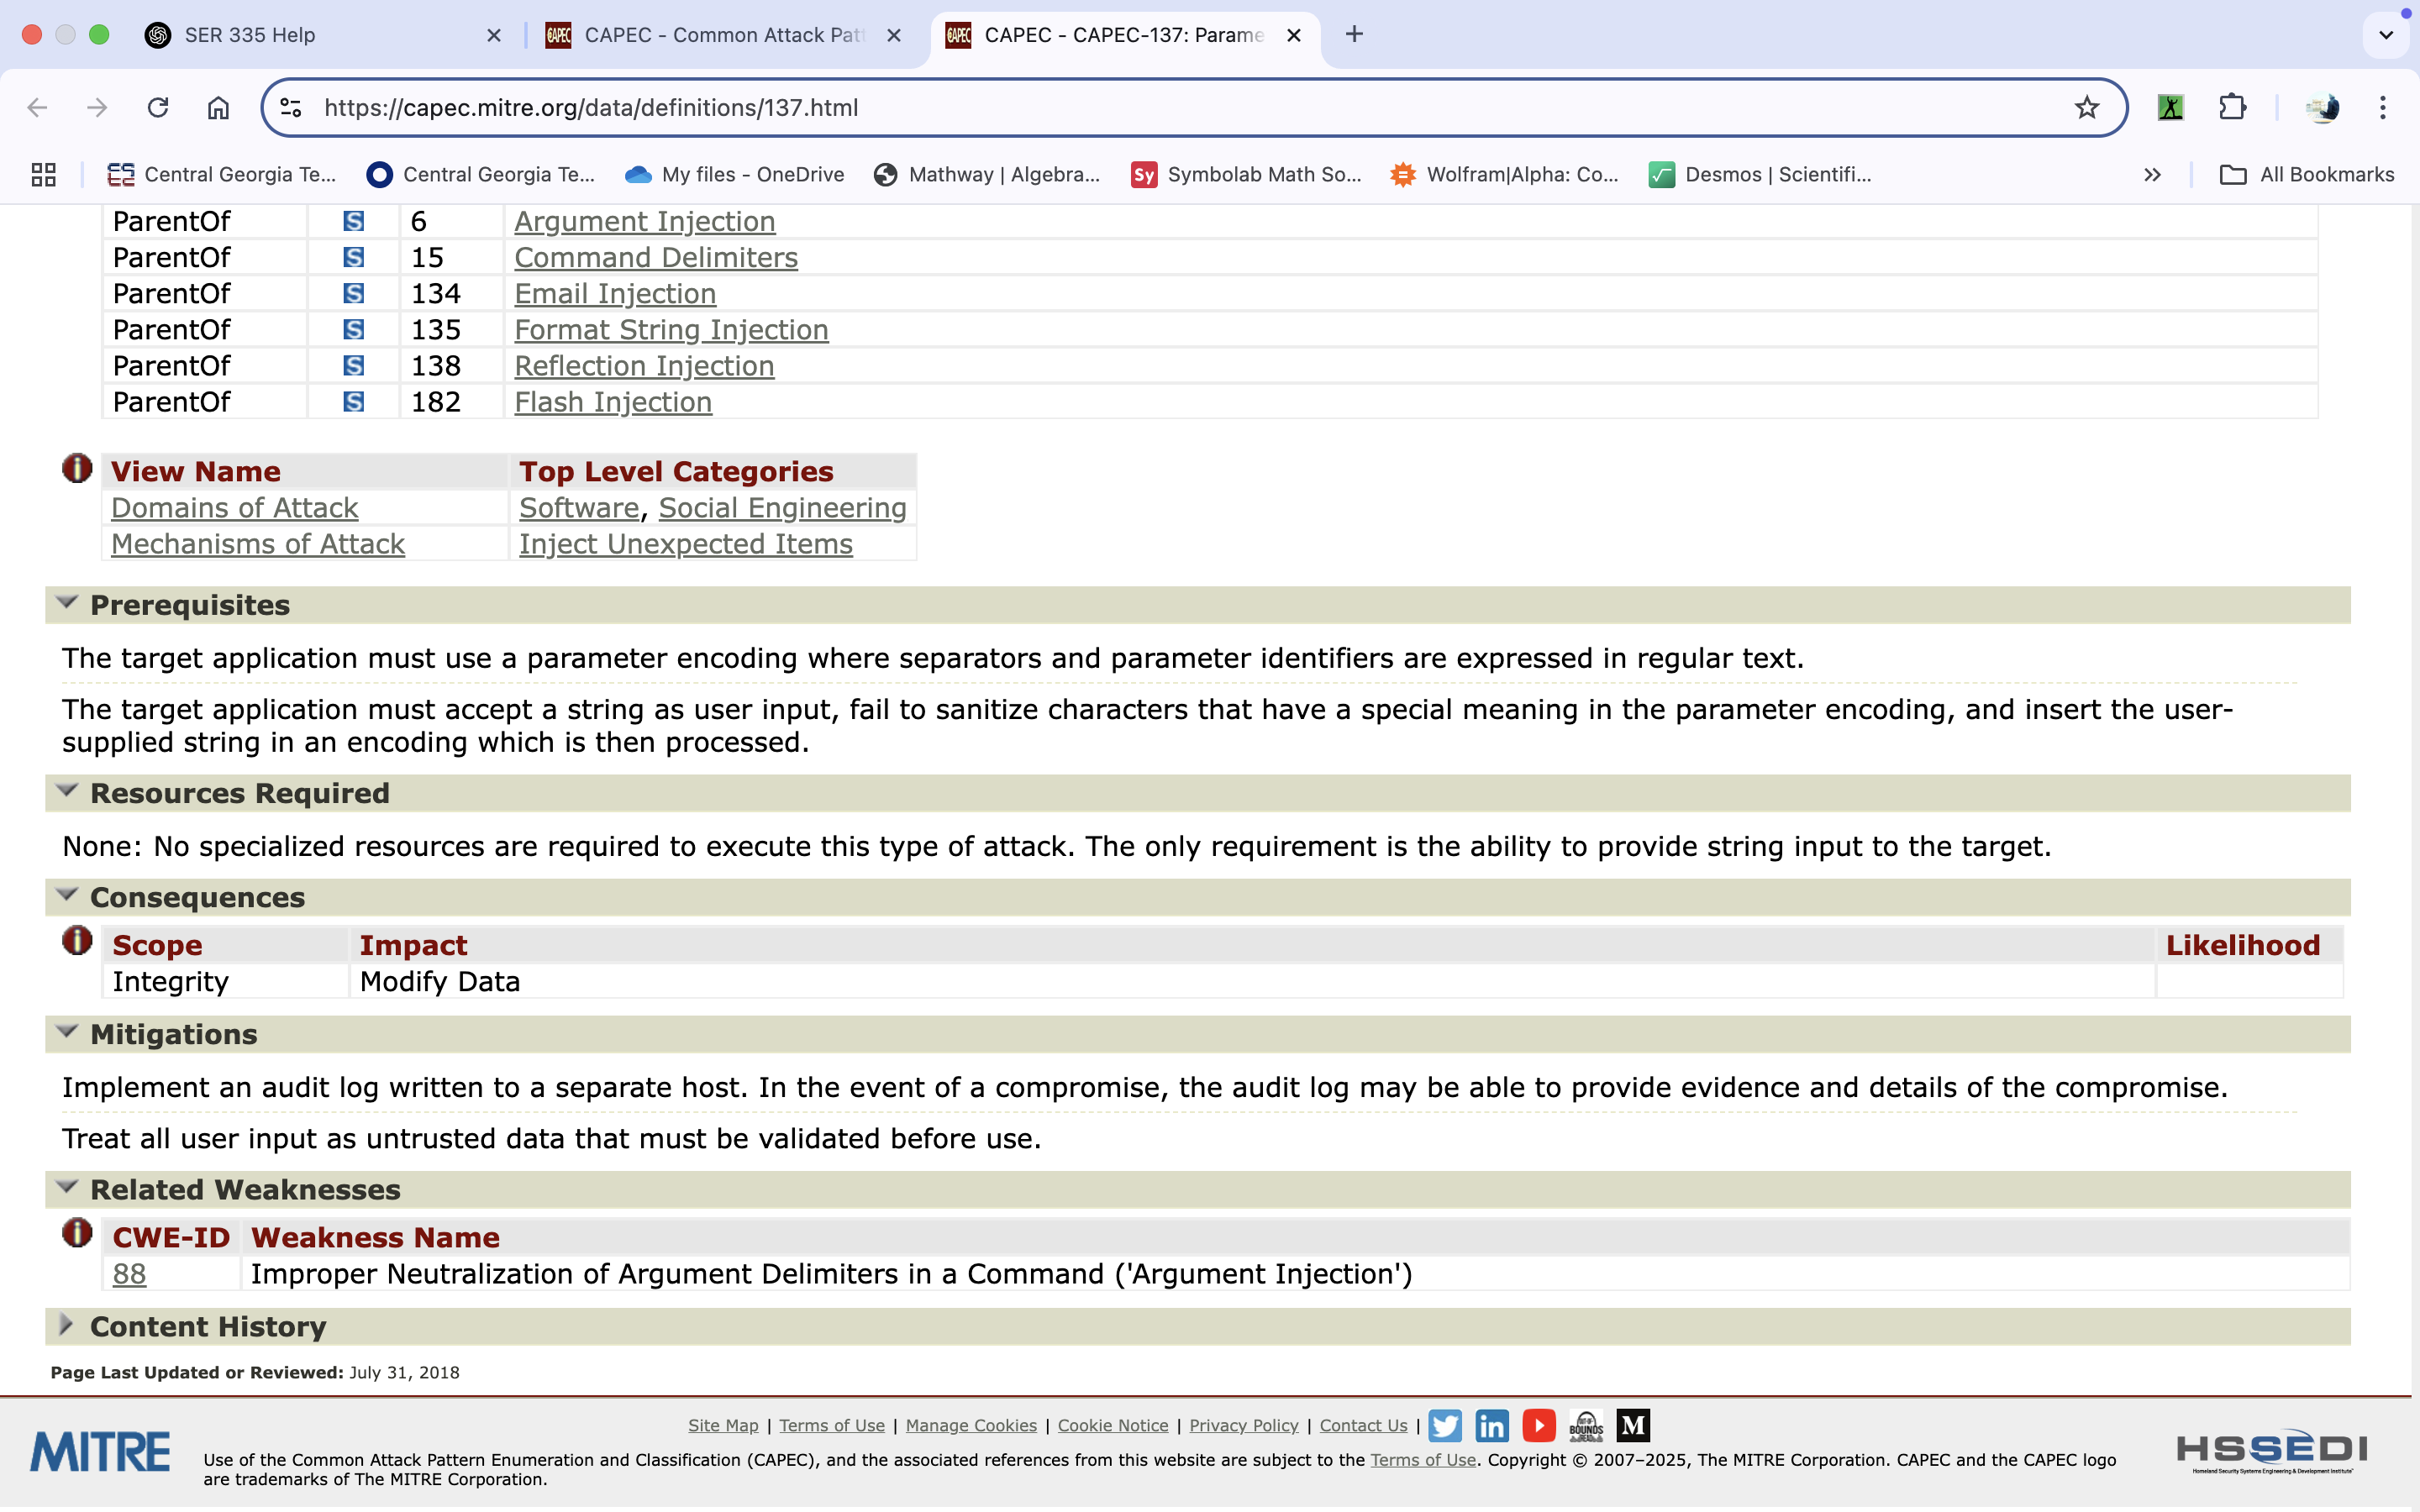 SER 335 Help
CAPEC - Common Attack Patt
CAPEC - CAPEC-137: Parame
https://capec.mitre.org/data/definitions/137.html
Central Georgia Te...
Central Georgia Te...
My files - OneDrive
Mathway | Algebra...
Sy Symbolab Math So...
Wolfram|Alpha: Co...
Desmos | Scientifi...
All Bookmarks
ParentOf S 6 Argument Injection
ParentOf S 15 Command Delimiters
ParentOf S 134 Email Injection
ParentOf S 135 Format String Injection
ParentOf S 138 Reflection Injection
ParentOf S 182 Flash Injection
View Name Top Level Categories
Domains of Attack Software, Social Engineering
Mechanisms of Attack Inject Unexpected Items
Prerequisites
The target application must use a parameter encoding where separators and parameter identifiers are expressed in regular text.
The target application must accept a string as user input, fail to sanitize characters that have a special meaning in the parameter encoding, and insert the user-
supplied string in an encoding which is then processed.
Resources Required
None: No specialized resources are required to execute this type of attack. The only requirement is the ability to provide string input to the target.
Consequences
Scope Impact Likelihood
Integrity Modify Data
Mitigations
Implement an audit log written to a separate host. In the event of a compromise, the audit log may be able to provide evidence and details of the compromise.
Treat all user input as untrusted data that must be validated before use.
Related Weaknesses
CWE-ID Weakness Name
88 Improper Neutralization of Argument Delimiters in a Command ('Argument Injection')
Content History
Page Last Updated or Reviewed: July 31, 2018
Site Map | Terms of Use | Manage Cookies | Cookie Notice | Privacy Policy | Contact Us |
MITRE
Use of the Common Attack Pattern Enumeration and Classification (CAPEC), and the associated references from this website are subject to the Terms of Use. Copyright © 2007–2025, The MITRE Corporation. CAPEC and the CAPEC logo
are trademarks of The MITRE Corporation.
HSSEDI
Homeland Security Systems Engineering & Development Institute